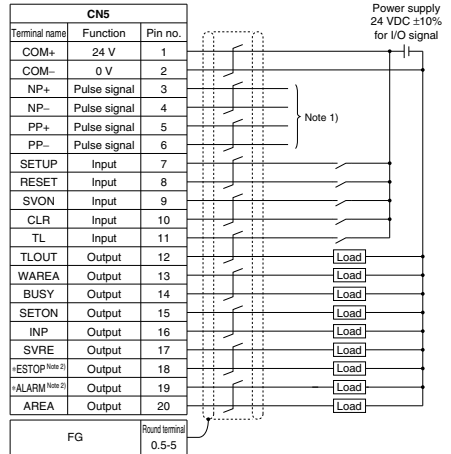 Power supply
24 VDC ±10%
for I/O signal
CN5
Terminal name Function Pin no.
COM+ 24 V 1
COM– 0 V 2
NP+ Pulse signal 3
NP– Pulse signal 4
PP+ Pulse signal 5
PP– Pulse signal 6
Note 1)
SETUP Input 7
RESET Input 8
SVON Input 9
CLR Input 10
TL Input 11
TLOUT Output 12 Load
WAREA Output 13 Load
BUSY Output 14 Load
SETON Output 15 Load
INP Output 16 Load
SVRE Output 17 Load
∗ESTOP Note 2) Output 18 Load
∗ALARM Note 2) Output 19 Load
AREA Output 20 Load
FG Round terminal
0.5-5